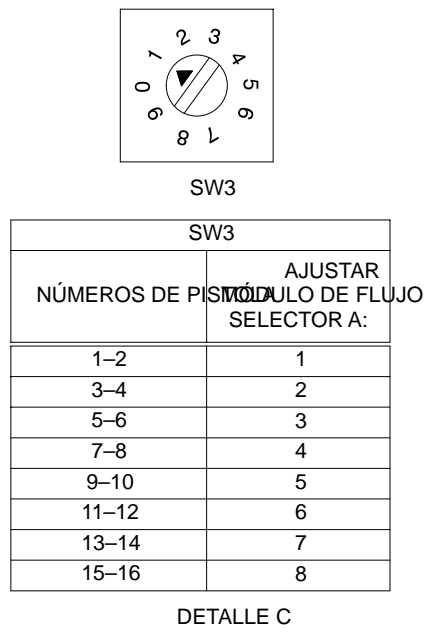 0 1 2 3 4 5 6 7 8 9
SW3
SW3
NÚMEROS DE PISTOLA
AJUSTAR
MÓDULO DE FLUJO
SELECTOR A:
1–2 1
3–4 2
5–6 3
7–8 4
9–10 5
11–12 6
13–14 7
15–16 8
DETALLE C